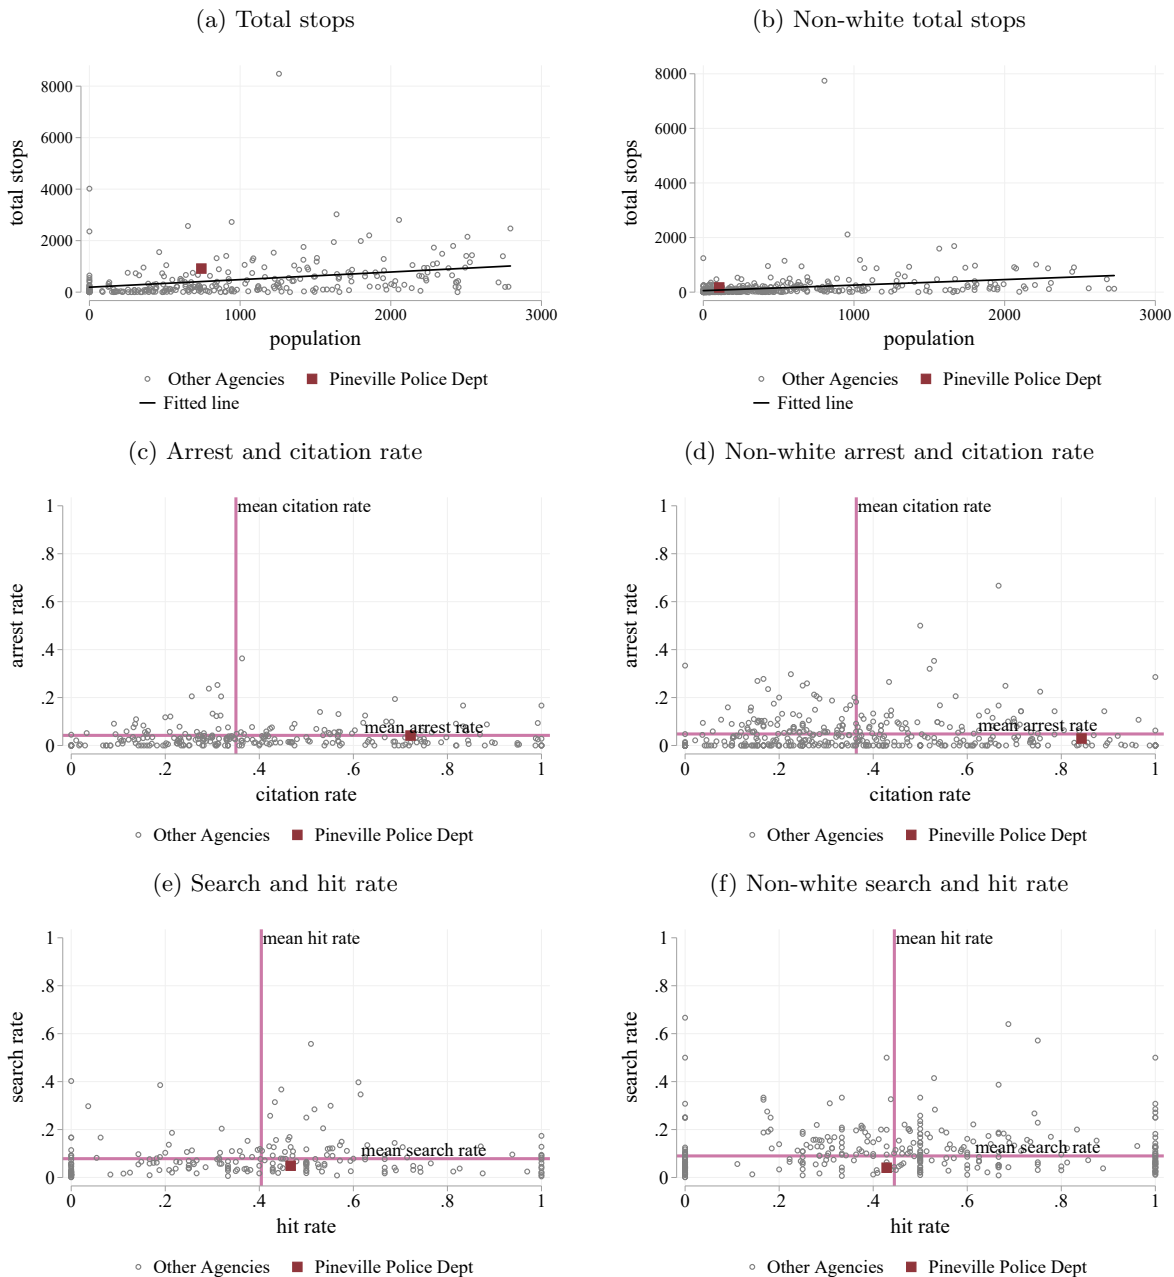 (a) Total stops
(b) Non-white total stops
total stops
8000
6000
4000
2000
0
0 1000 2000 3000
population
Other Agencies Pineville Police Dept
Fitted line
total stops
8000
6000
4000
2000
0
0 1000 2000 3000
population
Other Agencies Pineville Police Dept
Fitted line
(c) Arrest and citation rate
(d) Non-white arrest and citation rate
arrest rate
1
.8
.6
.4
.2
0
mean citation rate
mean arrest rate
0 .2 .4 .6 .8 1
citation rate
Other Agencies Pineville Police Dept
arrest rate
1
.8
.6
.4
.2
0
mean citation rate
mean arrest rate
0 .2 .4 .6 .8 1
citation rate
Other Agencies Pineville Police Dept
(e) Search and hit rate
(f) Non-white search and hit rate
search rate
1
.8
.6
.4
.2
0
mean hit rate
mean search rate
0 .2 .4 .6 .8 1
hit rate
Other Agencies Pineville Police Dept
search rate
1
.8
.6
.4
.2
0
mean hit rate
mean search rate
0 .2 .4 .6 .8 1
hit rate
Other Agencies Pineville Police Dept